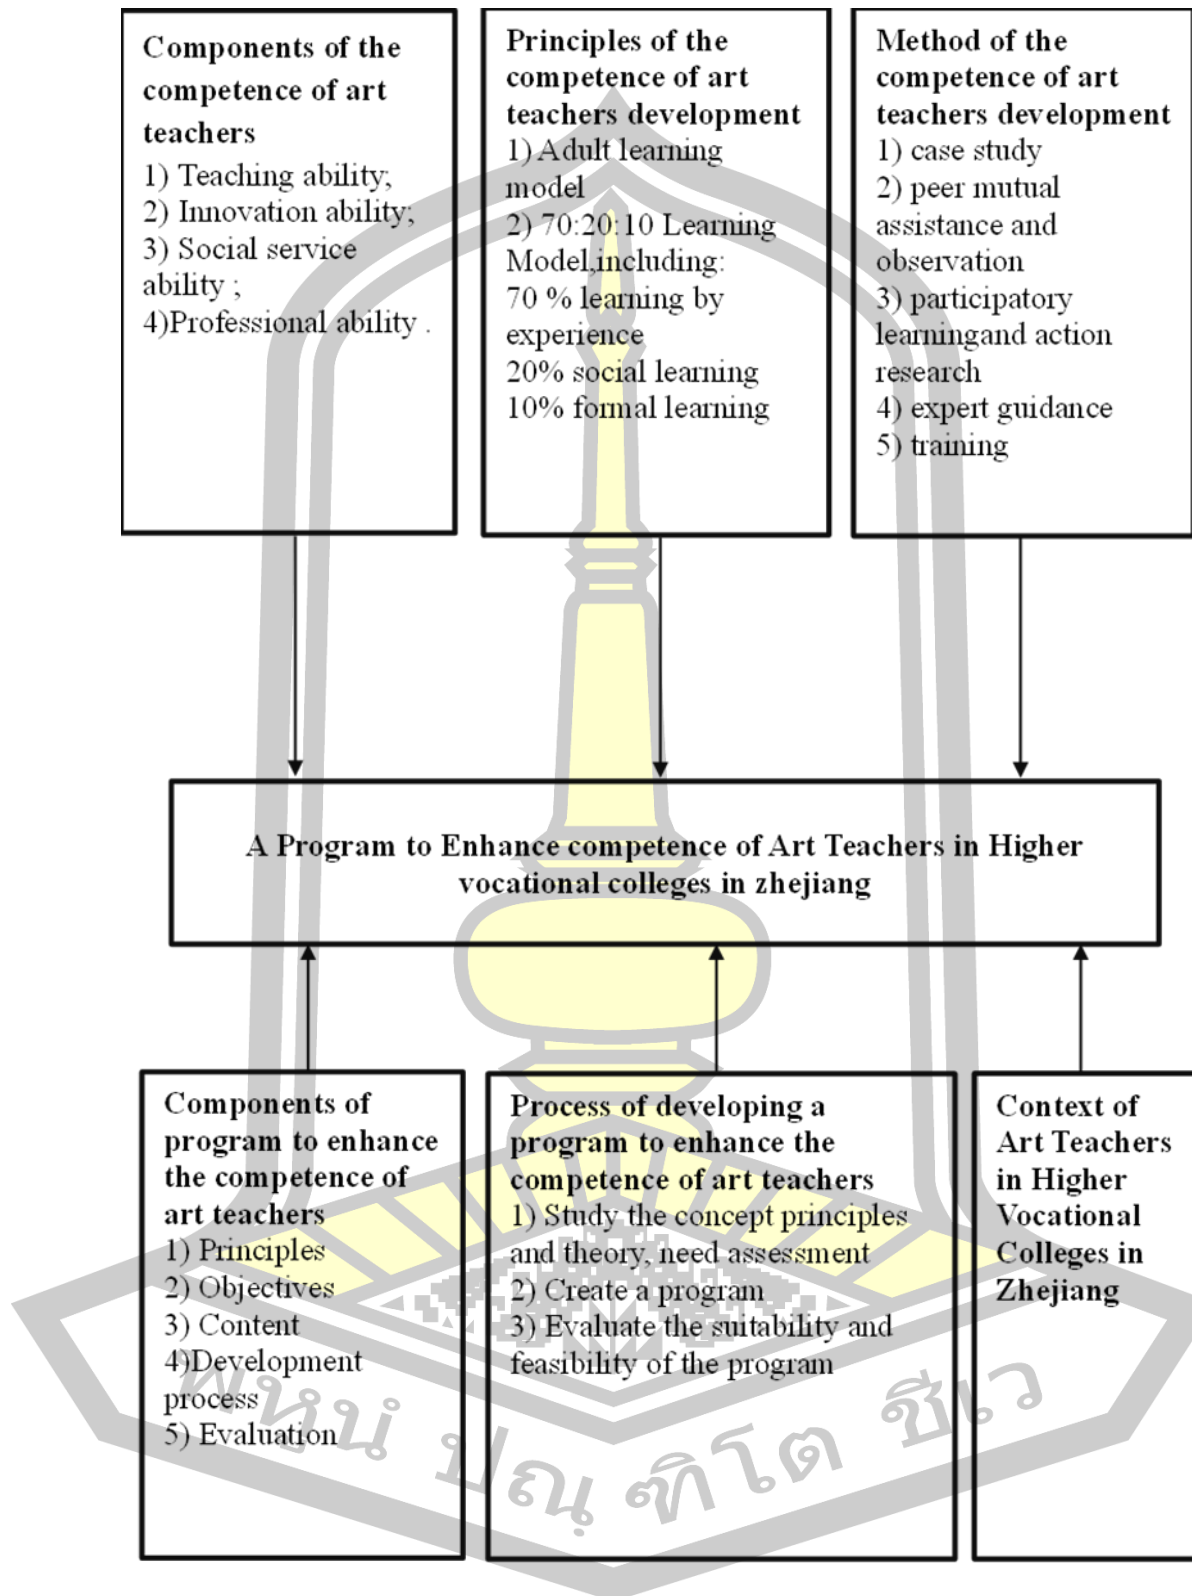 Components of the
competence of art
teachers
1) Teaching ability;
2) Innovation ability;
3) Social service
ability ;
4)Professional ability .
Principles of the
competence of art
teachers development
1) Adult learning
model
2) 70:20:10 Learning
Model,including:
70 % learning by
experience
20% social learning
10% formal learning
Method of the
competence of art
teachers development
1) case study
2) peer mutual
assistance and
observation
3) participatory
learningand action
research
4) expert guidance
5) training
A Program to Enhance competence of Art Teachers in Higher
vocational colleges in zhejiang
Components of
program to enhance
the competence of
art teachers
1) Principles
2) Objectives
3) Content
4)Development
process
5) Evaluation
Process of developing a
program to enhance the
competence of art teachers
1) Study the concept principles
and theory, need assessment
2) Create a program
3) Evaluate the suitability and
feasibility of the program
Context of
Art Teachers
in Higher
Vocational
Colleges in
Zhejiang
พหูนํ ปณฺฑิโต ชีเว